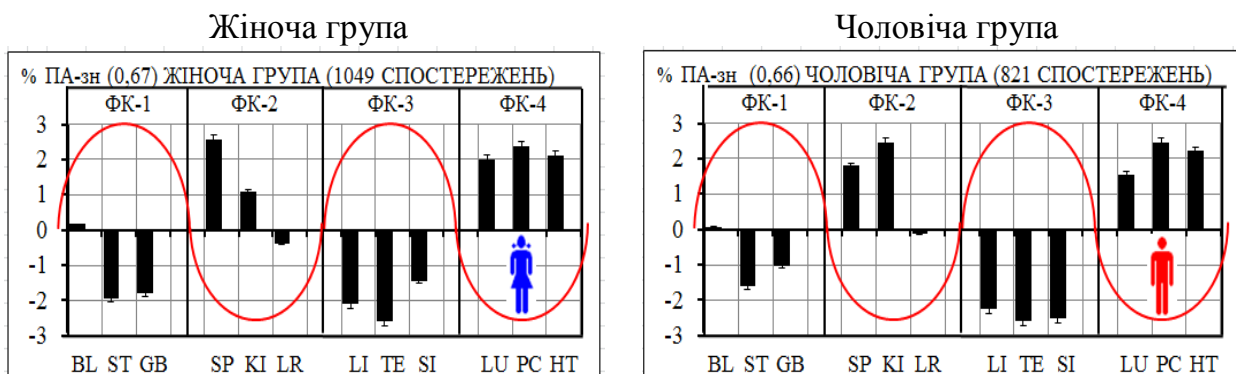 Жіноча група
% ПА-зн (0,67) ЖІНОЧА ГРУПА (1049 СПОСТЕРЕЖЕНЬ)
ФК-1 ФК-2 ФК-3 ФК-4
3
2
1
0
-1
-2
-3
BL ST GB SP KI LR LI TE SI LU PC HT
Чоловіча група
% ПА-зн (0,66) ЧОЛОВІЧА ГРУПА (821 СПОСТЕРЕЖЕНЬ)
ФК-1 ФК-2 ФК-3 ФК-4
3
2
1
0
-1
-2
-3
BL ST GB SP KI LR LI TE SI LU PC HT